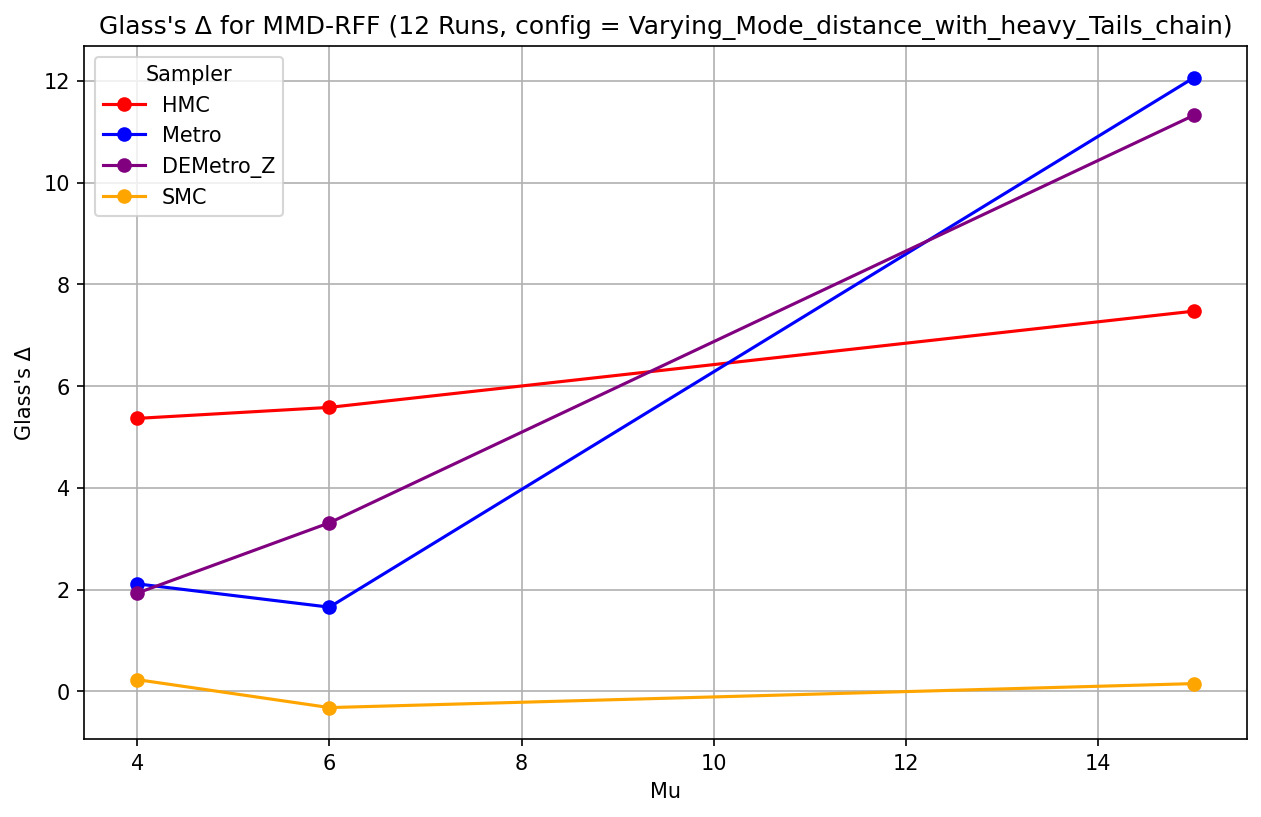 Glass's Δ for MMD-RFF (12 Runs, config = Varying_Mode_distance_with_heavy_Tails_chain)
Sampler
HMC
Metro
DEMetro_Z
SMC
Glass's Δ
12
10
8
6
4
2
0
4
6
8
10
12
14
Mu